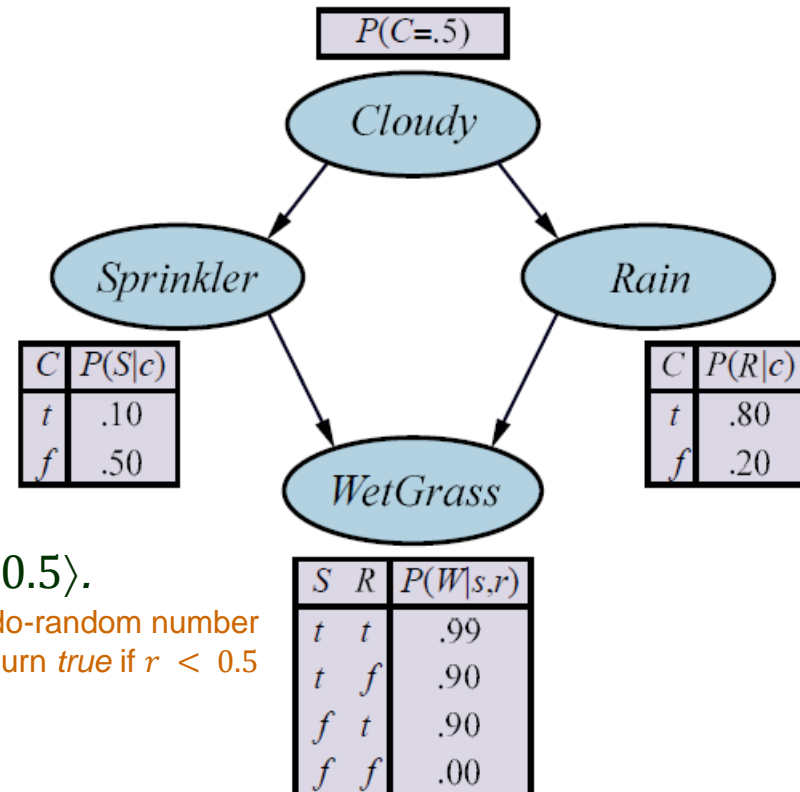 P(C=.5)
Cloudy
Sprinkler
Rain
C P(S|c)
t .10
f .50
C P(R|c)
t .80
f .20
WetGrass
0.5⟩.
do-random number
urn true if r < 0.5
S R P(W|s,r)
t t .99
t f .90
f t .90
f f .00